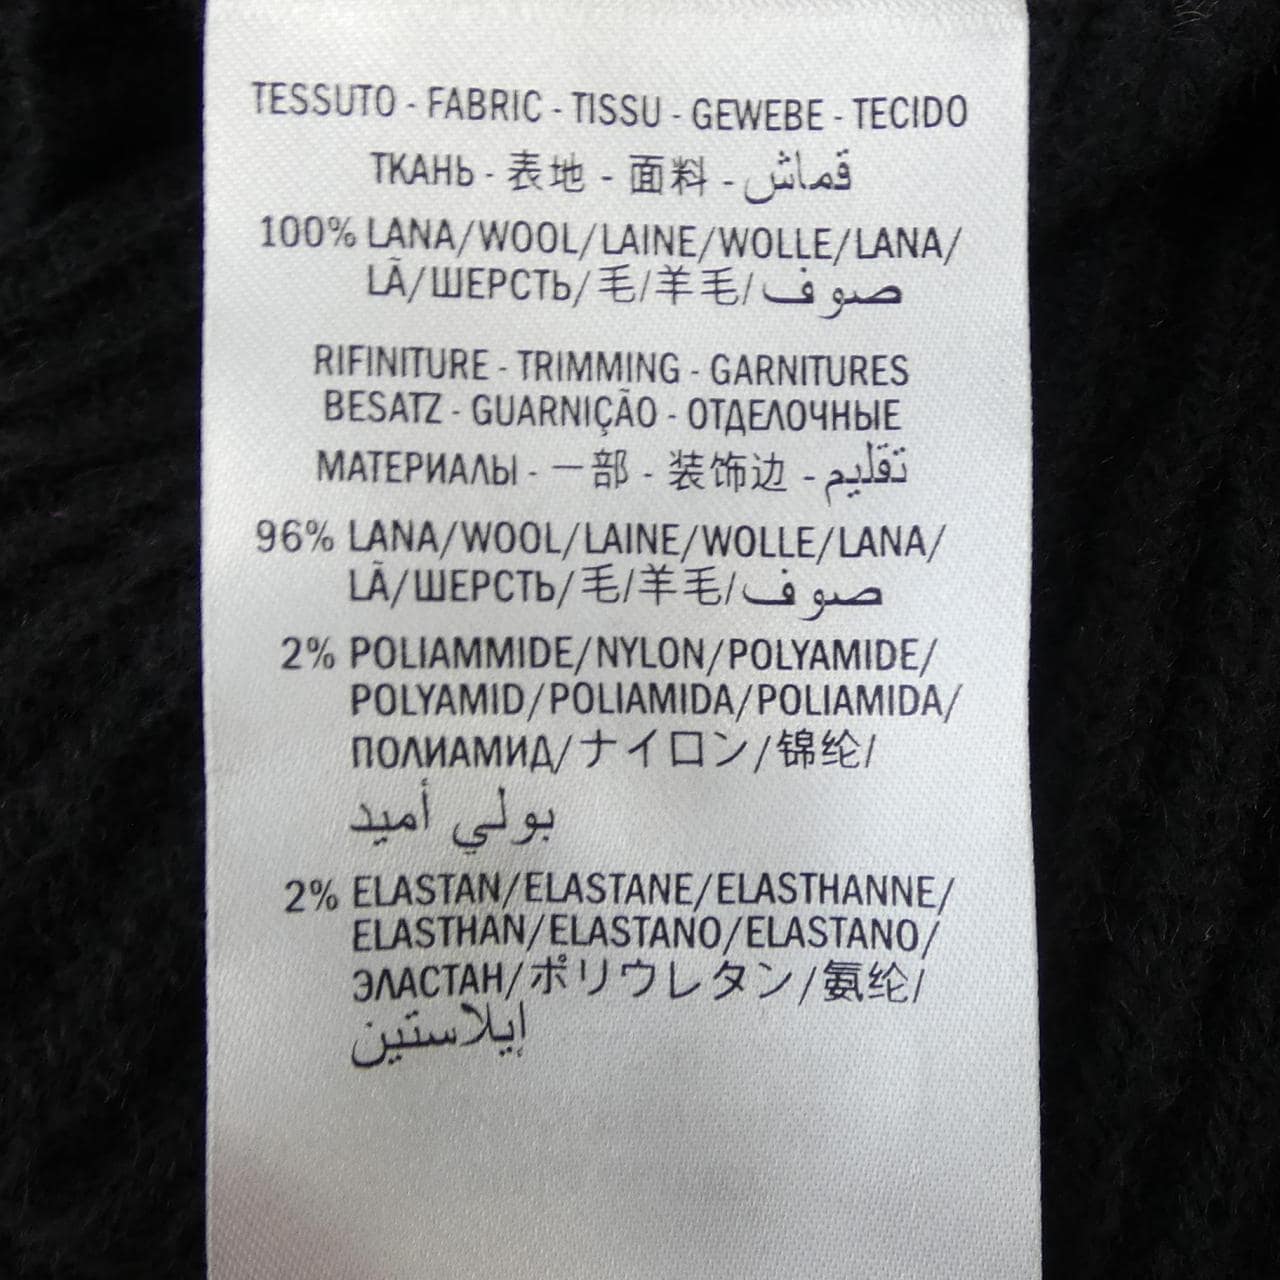 TESSUTO - FABRIC - TISSU - GEWEBE - TECIDO
ТКАНЬ - 表地 - 面料 - قماش
100% LANA/WOOL/LAINE/WOLLE/LANA/
LÃ/ШЕРСТЬ/毛/羊毛/صوف
RIFINITURE - TRIMMING - GARNITURES
BESATZ - GUARNIÇÃO - ОТДЕЛОЧНЫЕ
МАТЕРИАЛЫ - 一部 - 装饰边 - تقليم
96% LANA/WOOL/LAINE/WOLLE/LANA/
LÃ/ШЕРСТЬ/毛/羊毛/صوف
2% POLIAMMIDE/NYLON/POLYAMIDE/
POLYAMID/POLIAMIDA/POLIAMIDA/
ПОЛИАМИД/ナイロン/锦纶/
بولي أميد
2% ELASTAN/ELASTANE/ELASTHANNE/
ELASTHAN/ELASTANO/ELASTANO/
ЭЛАСТАН/ポリウレタン/氨纶/
إيلاستين